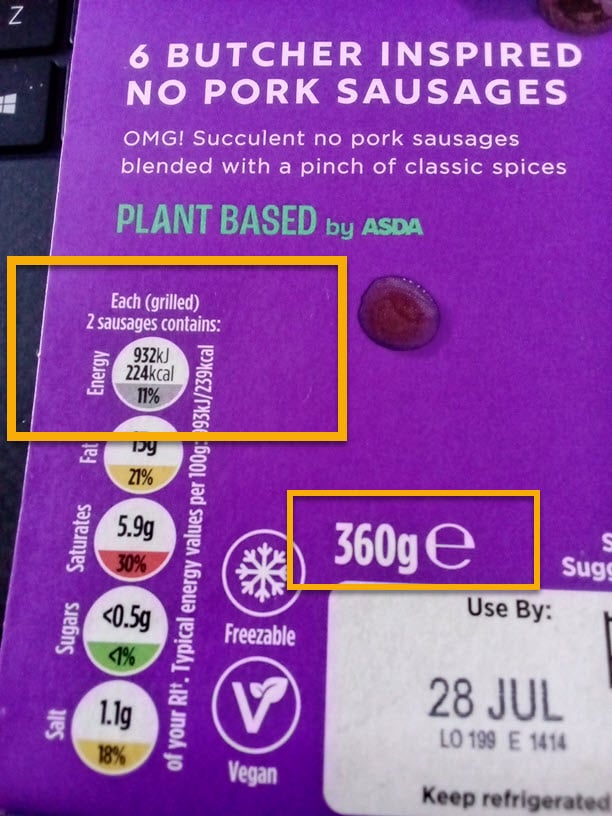 Z
6 BUTCHER INSPIRED
NO PORK SAUSAGES
OMG! Succulent no pork sausages
blended with a pinch of classic spices
PLANT BASED by ASDA
Each (grilled)
2 sausages contains:
Energy
932kJ
224kcal
11%
Fat
15g
21%
Saturates
5.9g
30%
Sugars
<0.5g
<1%
Salt
1.1g
18%
of your RI†. Typical energy values per 100g: 993kJ/239kcal
Freezable
Vegan
360g ℮
Use By:
28 JUL
LO 199 E 1414
Keep refrigerated